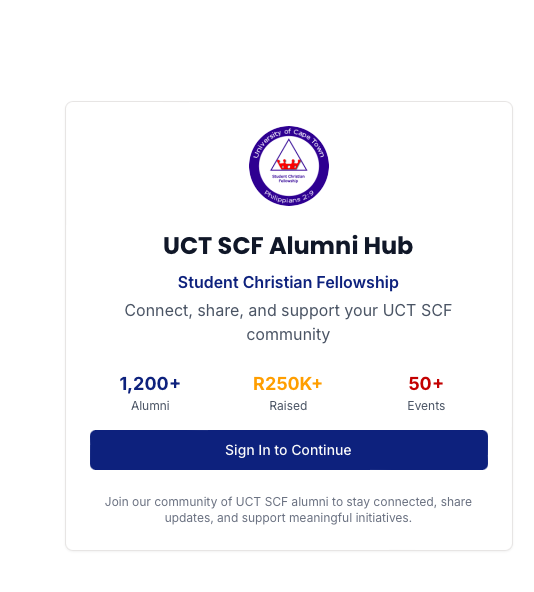 University of Cape Town
Student Christian
Fellowship
Philippians 2:9
UCT SCF Alumni Hub
Student Christian Fellowship
Connect, share, and support your UCT SCF
community
1,200+ R250K+ 50+
Alumni Raised Events
Sign In to Continue
Join our community of UCT SCF alumni to stay connected, share
updates, and support meaningful initiatives.